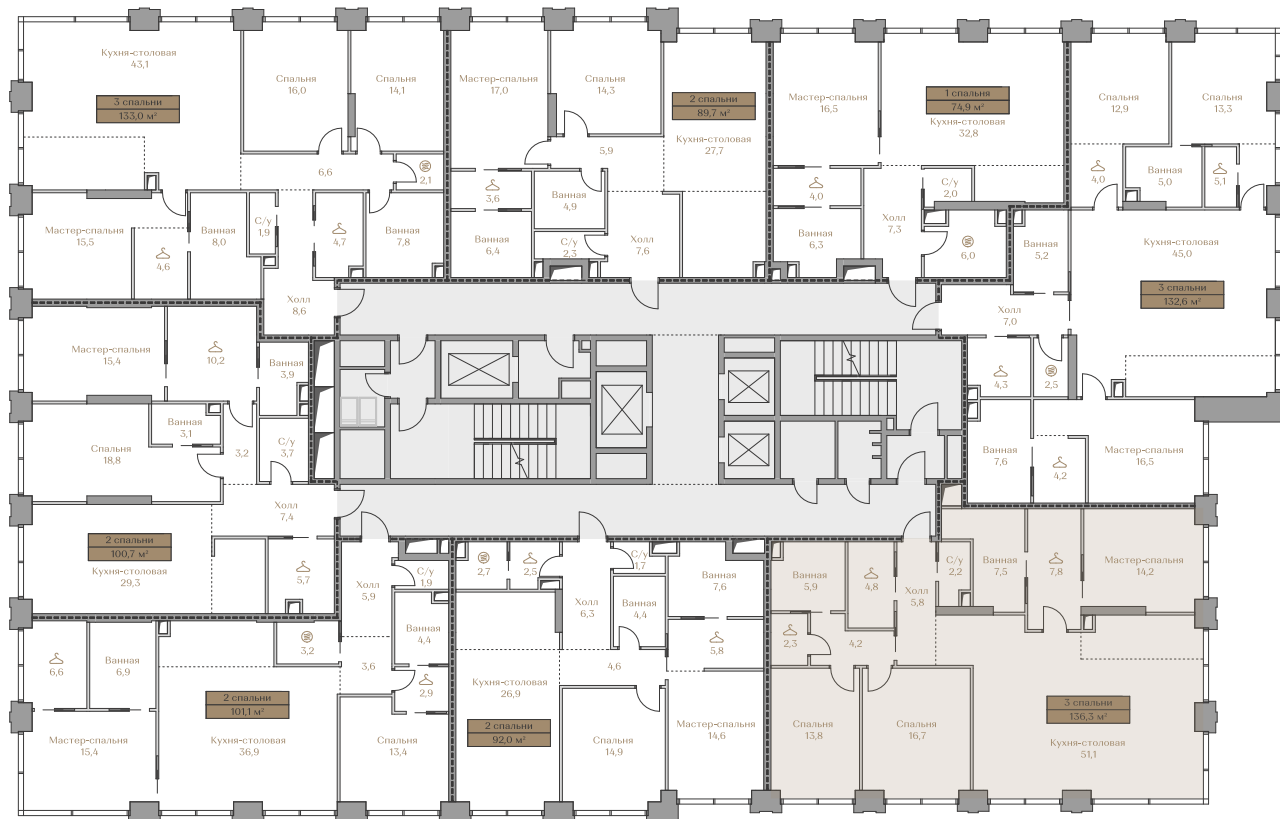 Кухня-столовая
43,1
3 спальни
133,0 м²
Спальня
16,0
Спальня
14,1
6,6
2,1
Мастер-спальня
15,5
4,6
Ванная
8,0
С/у
1,9
4,7
Ванная
7,8
Холл
8,6
Мастер-спальня
17,0
Спальня
14,3
2 спальни
89,7 м²
Кухня-столовая
27,7
5,9
3,6
Ванная
4,9
Ванная
6,4
С/у
2,3
Холл
7,6
Мастер-спальня
16,5
1 спальня
74,9 м²
Кухня-столовая
32,8
4,0
С/у
2,0
Ванная
6,3
Холл
7,3
6,0
Спальня
12,9
Спальня
13,3
4,0
Ванная
5,0
5,1
Ванная
5,2
Кухня-столовая
45,0
3 спальни
132,6 м²
Холл
7,0
4,3
2,5
Ванная
7,6
4,2
Мастер-спальня
16,5
Мастер-спальня
15,4
10,2
Ванная
3,9
Спальня
18,8
Ванная
3,1
3,2
С/у
3,7
Холл
7,4
2 спальни
100,7 м²
Кухня-столовая
29,3
5,7
6,6
Ванная
6,9
3,2
Холл
5,9
С/у
1,9
Ванная
4,4
3,6
2,9
2 спальни
101,1 м²
Мастер-спальня
15,4
Кухня-столовая
36,9
Спальня
13,4
2,7
2,5
С/у
1,7
Холл
6,3
Ванная
4,4
Ванная
7,6
5,8
4,6
Кухня-столовая
26,9
2 спальни
92,0 м²
Спальня
14,9
Мастер-спальня
14,6
Ванная
5,9
4,8
С/у
2,2
Холл
5,8
Ванная
7,5
7,8
Мастер-спальня
14,2
2,3
4,2
Спальня
13,8
Спальня
16,7
3 спальни
136,3 м²
Кухня-столовая
51,1